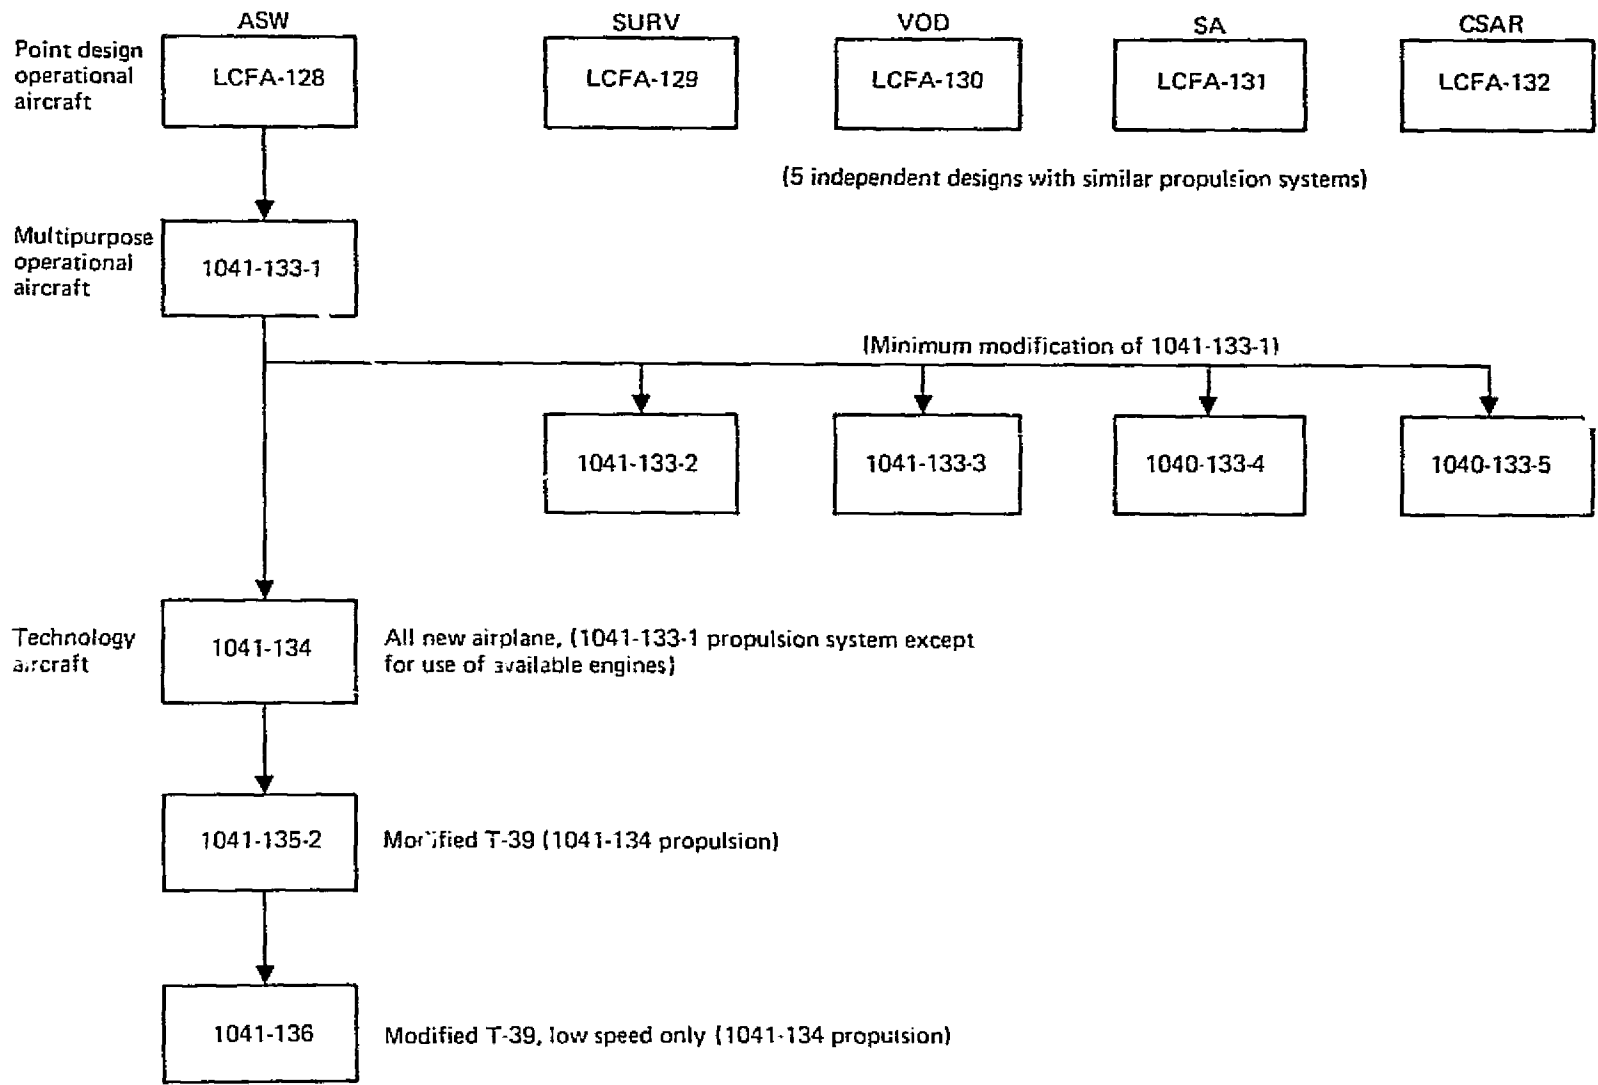 ASW SURV VOD SA CSAR
Point design
operational
aircraft
LCFA-128 LCFA-129 LCFA-130 LCFA-131 LCFA-132
(5 independent designs with similar propulsion systems)
Multipurpose
operational
aircraft
1041-133-1
(Minimum modification of 1041-133-1)
1041-133-2 1041-133-3 1040-133-4 1040-133-5
Technology
aircraft
1041-134
All new airplane, (1041-133-1 propulsion system except
for use of available engines)
1041-135-2
Modified T-39 (1041-134 propulsion)
1041-136
Modified T-39, low speed only (1041-134 propulsion)